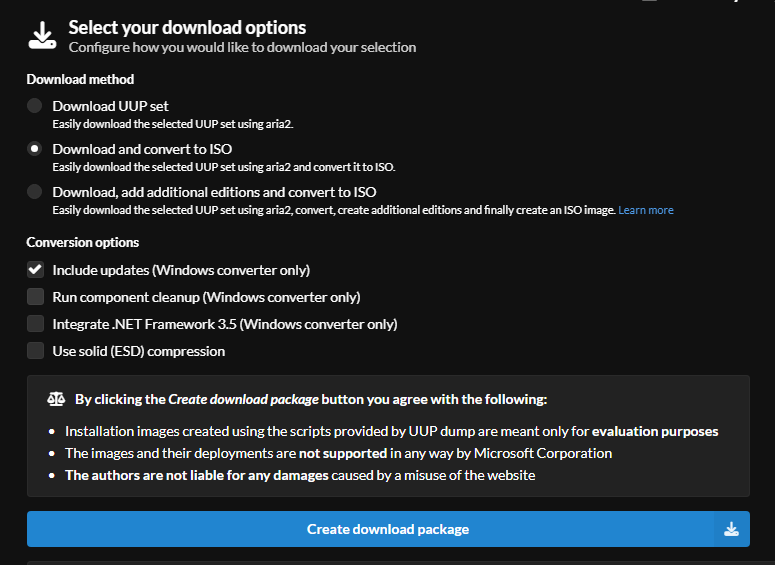 Select your download options
Configure how you would like to download your selection
Download method
Download UUP set
Easily download the selected UUP set using aria2.
Download and convert to ISO
Easily download the selected UUP set using aria2 and convert it to ISO.
Download, add additional editions and convert to ISO
Easily download the selected UUP set using aria2, convert, create additional editions and finally create an ISO image. Learn more
Conversion options
Include updates (Windows converter only)
Run component cleanup (Windows converter only)
Integrate .NET Framework 3.5 (Windows converter only)
Use solid (ESD) compression
By clicking the Create download package button you agree with the following:
• Installation images created using the scripts provided by UUP dump are meant only for evaluation purposes
• The images and their deployments are not supported in any way by Microsoft Corporation
• The authors are not liable for any damages caused by a misuse of the website
Create download package